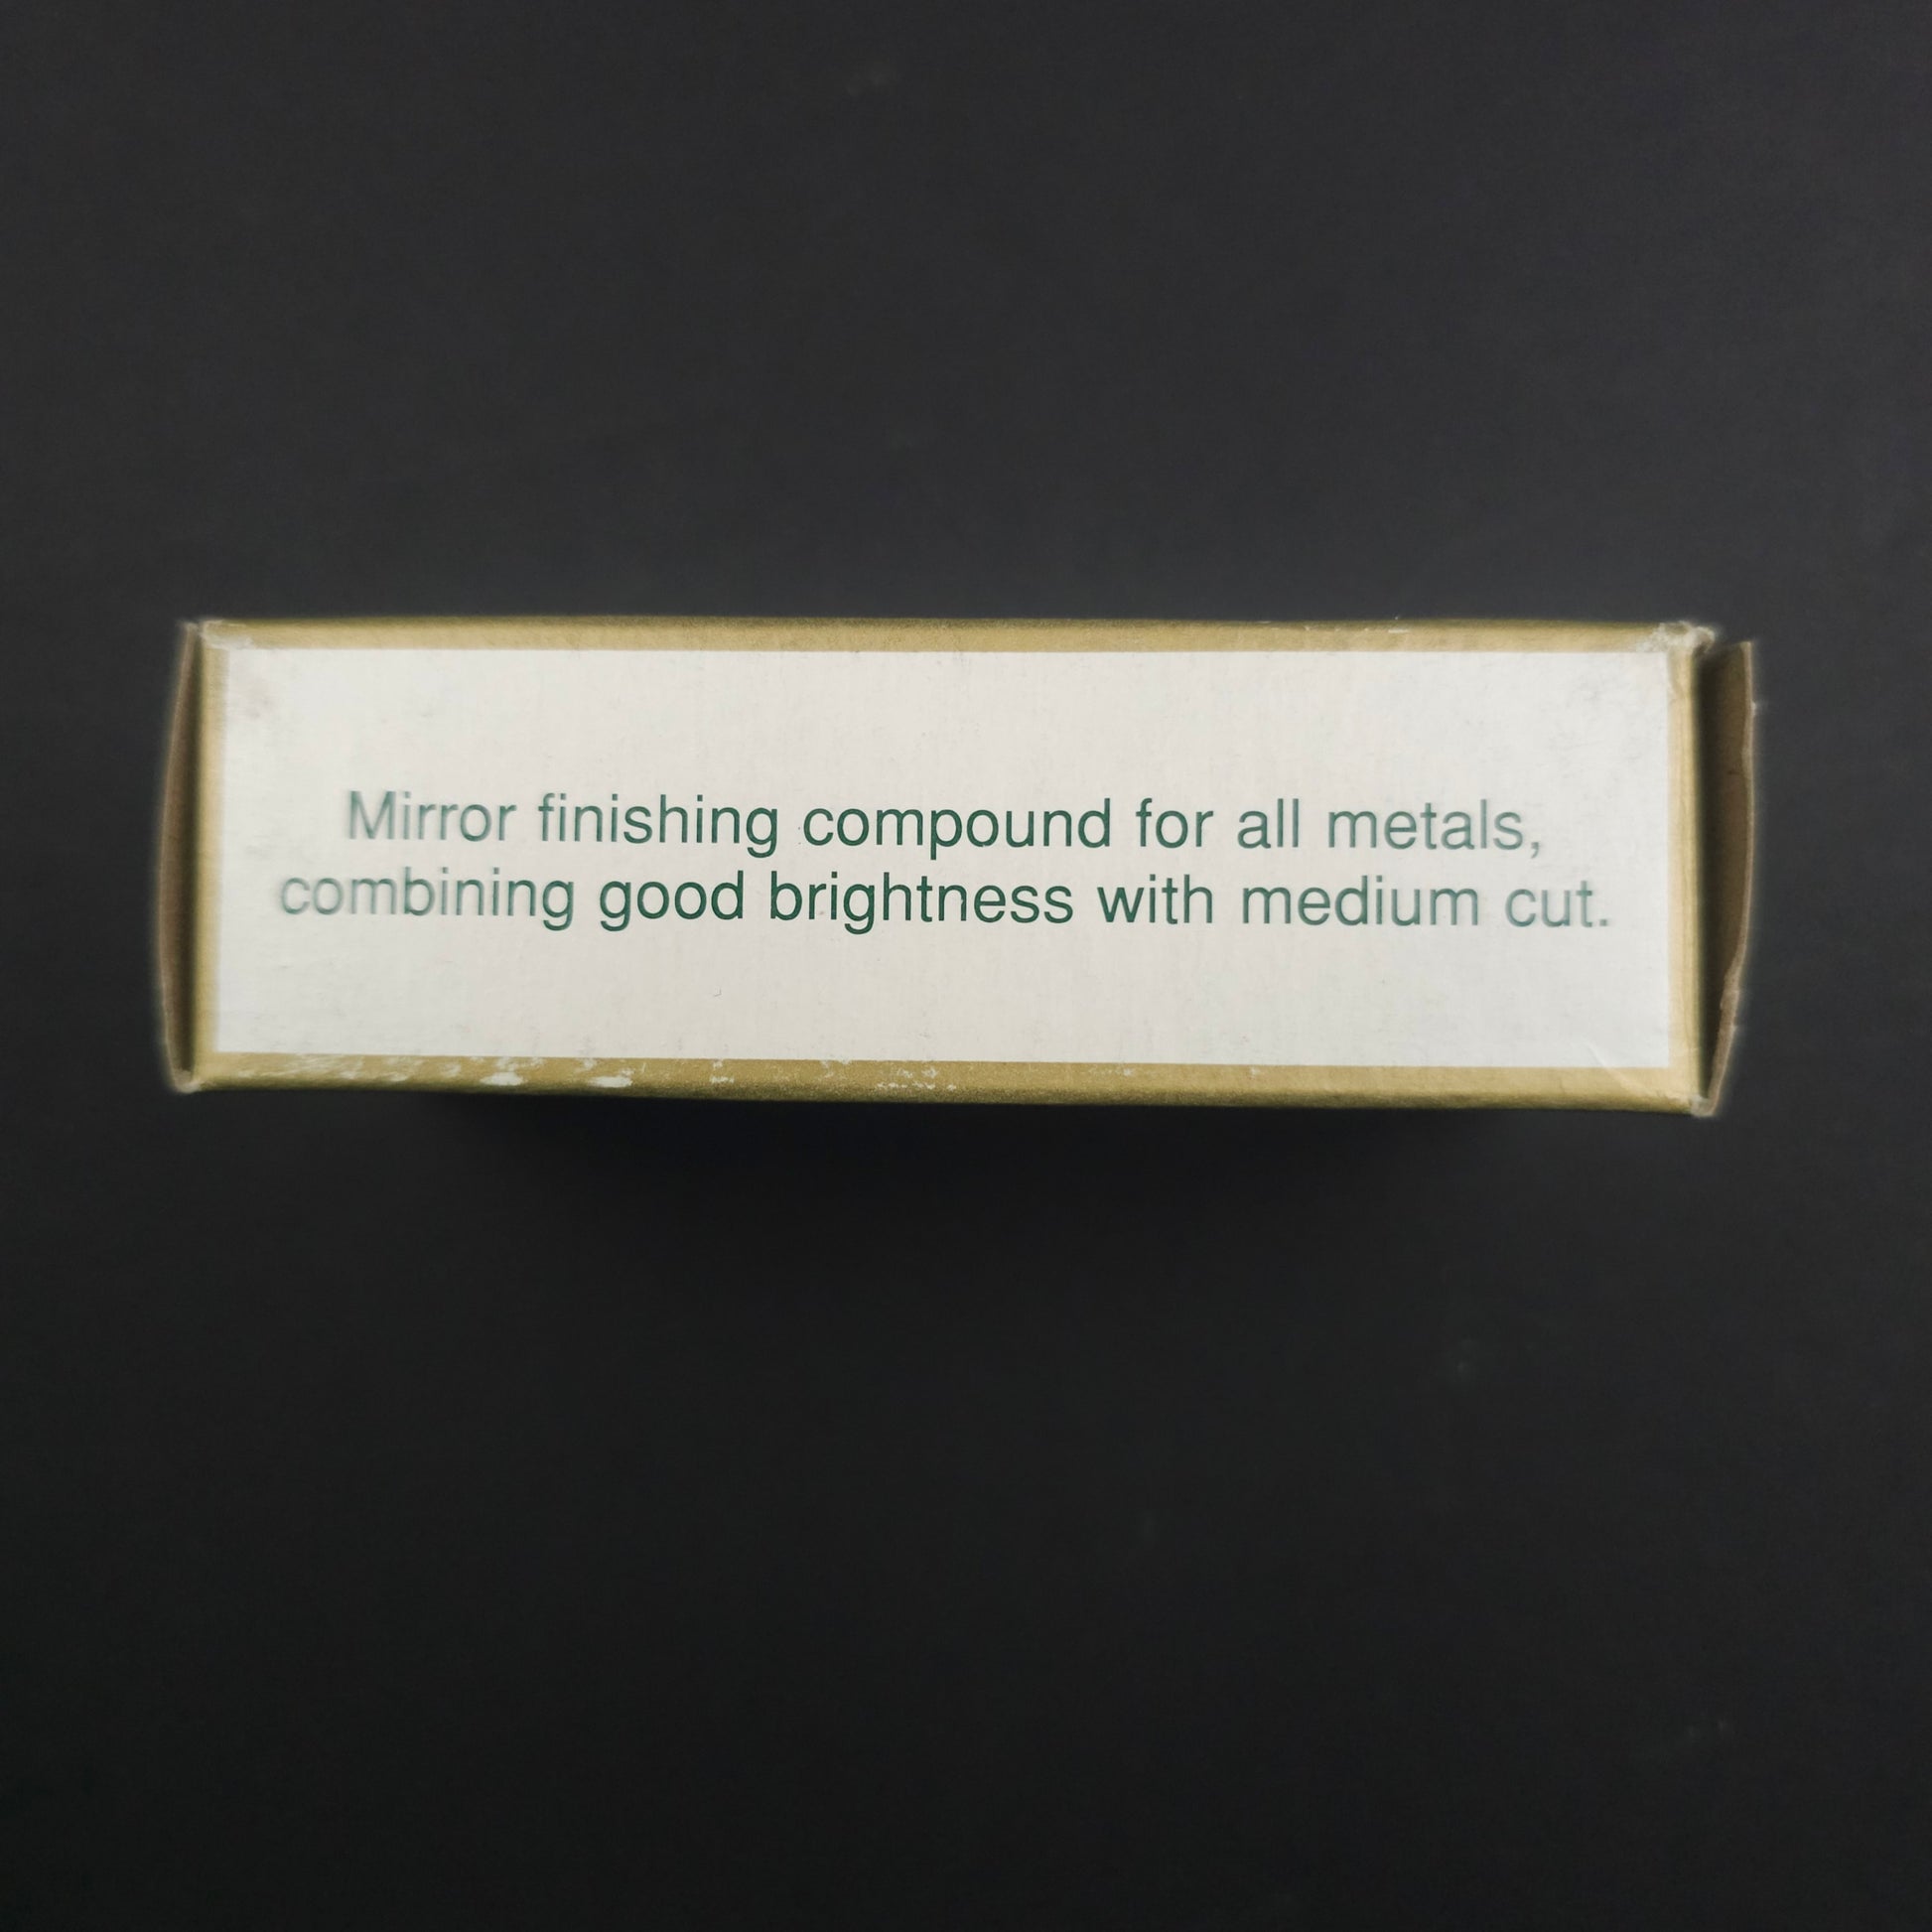 Mirror finishing compound for all metals,
combining good brightness with medium cut.